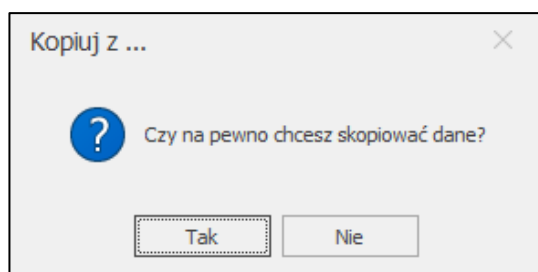 Kopiuj z ...
Czy na pewno chcesz skopiować dane?
Tak
Nie